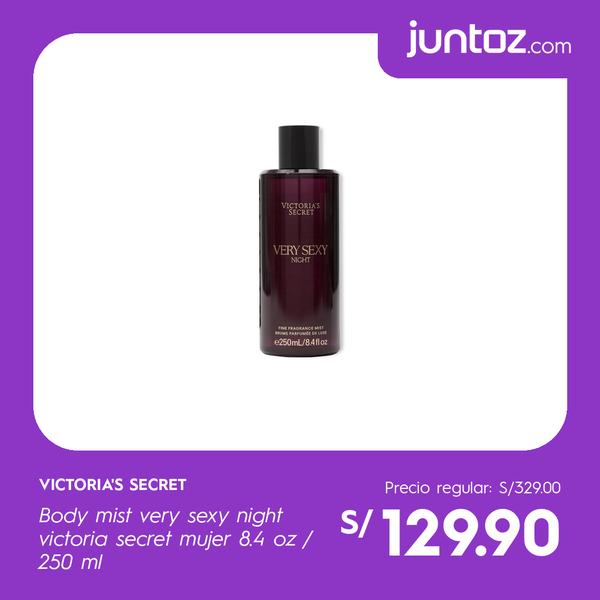 juntoz.com
VICTORIA'S
SECRET
VERY SEXY
NIGHT
FINE FRAGRANCE MIST
BRUME PARFUMÉE DE LUXE
℮250mL/8.4fl oz
VICTORIA'S SECRET
Body mist very sexy night
victoria secret mujer 8.4 oz /
250 ml
Precio regular: S/329.00
S/129.90